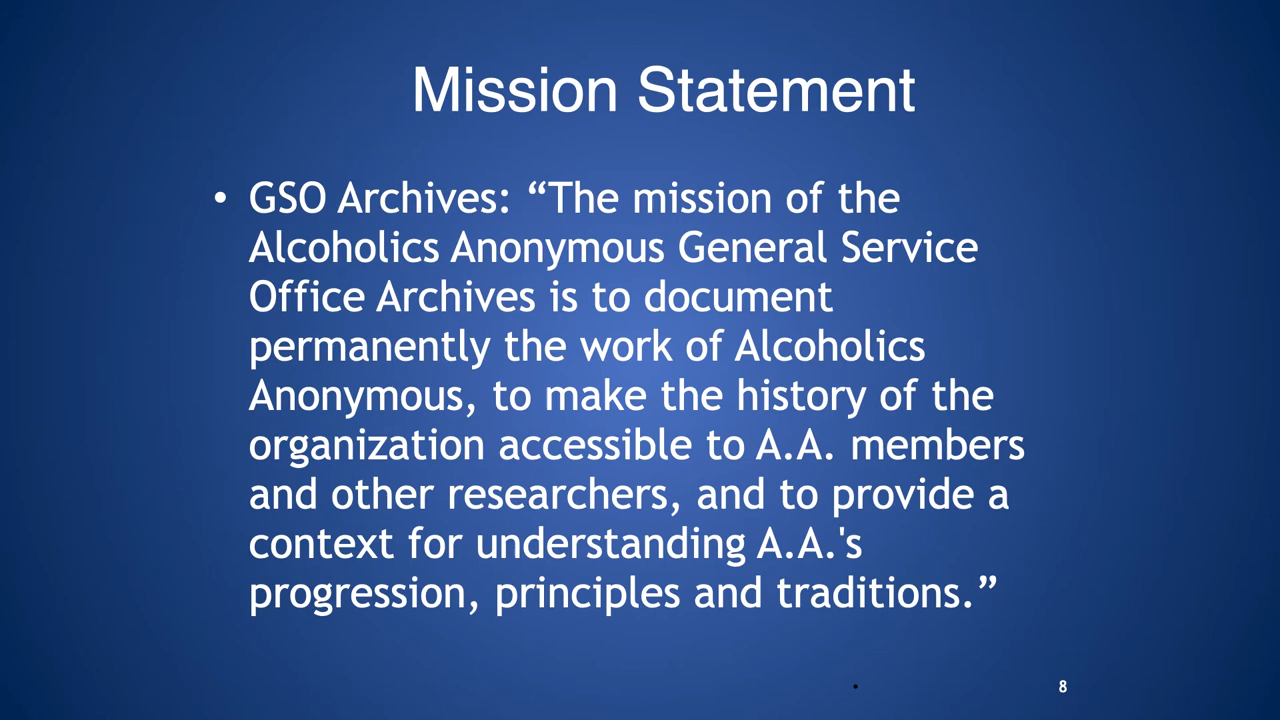 Mission Statement
• GSO Archives: “The mission of the
Alcoholics Anonymous General Service
Office Archives is to document
permanently the work of Alcoholics
Anonymous, to make the history of the
organization accessible to A.A. members
and other researchers, and to provide a
context for understanding A.A.'s
progression, principles and traditions.”
8